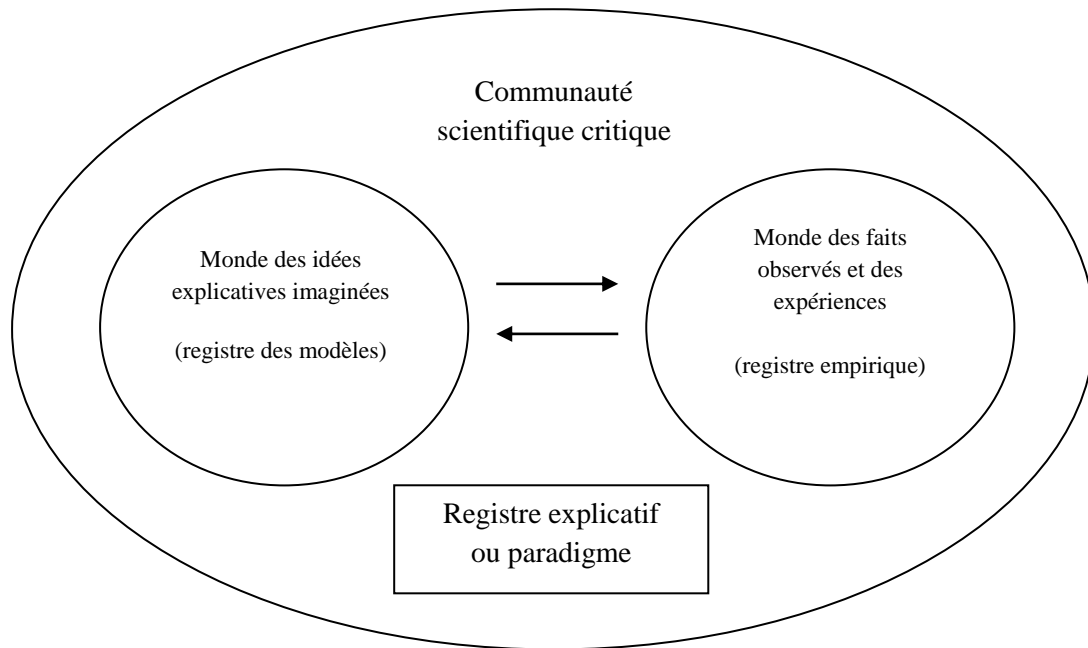 Communauté
scientifique critique
Monde des idées
explicatives imaginées
(registre des modèles)
Monde des faits
observés et des
expériences
(registre empirique)
Registre explicatif
ou paradigme